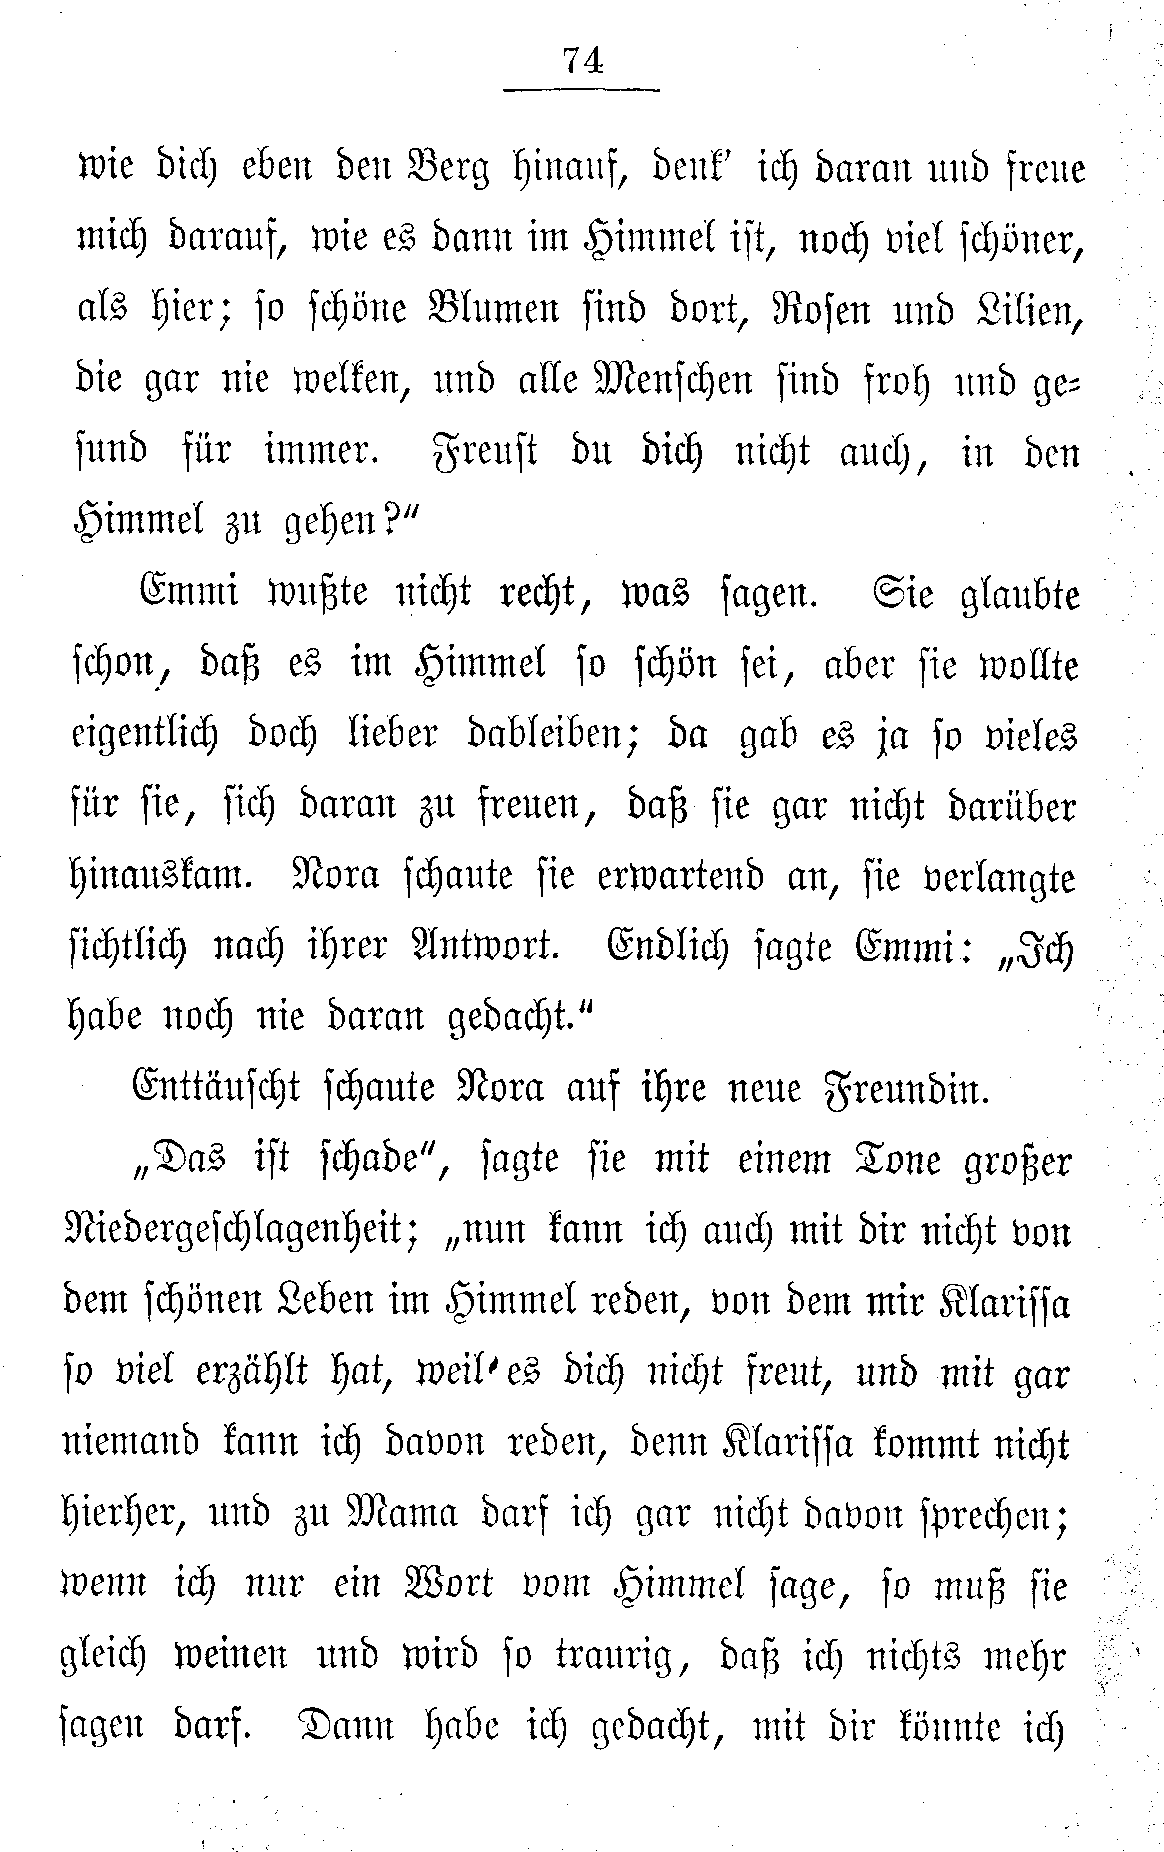 74
wie dich eben den Berg hinauf, denk' ich daran und freue
mich darauf, wie es dann im Himmel ist, noch viel schöner,
als hier; so schöne Blumen sind dort, Rosen und Lilien,
die gar nie welken, und alle Menschen sind froh und ge-
sund für immer. Freust du dich nicht auch, in den
Himmel zu gehen?"
Emmi wußte nicht recht, was sagen. Sie glaubte
schon, daß es im Himmel so schön sei, aber sie wollte
eigentlich doch lieber dableiben; da gab es ja so vieles
für sie, sich daran zu freuen, daß sie gar nicht darüber
hinauskam. Nora schaute sie erwartend an, sie verlangte
sichtlich nach ihrer Antwort. Endlich sagte Emmi: „Ich
habe noch nie daran gedacht."
Enttäuscht schaute Nora auf ihre neue Freundin.
„Das ist schade", sagte sie mit einem Tone großer
Niedergeschlagenheit; „nun kann ich auch mit dir nicht von
dem schönen Leben im Himmel reden, von dem mir Klarissa
so viel erzählt hat, weil es dich nicht freut, und mit gar
niemand kann ich davon reden, denn Klarissa kommt nicht
hierher, und zu Mama darf ich gar nicht davon sprechen;
wenn ich nur ein Wort vom Himmel sage, so muß sie
gleich weinen und wird so traurig, daß ich nichts mehr
sagen darf. Dann habe ich gedacht, mit dir könnte ich